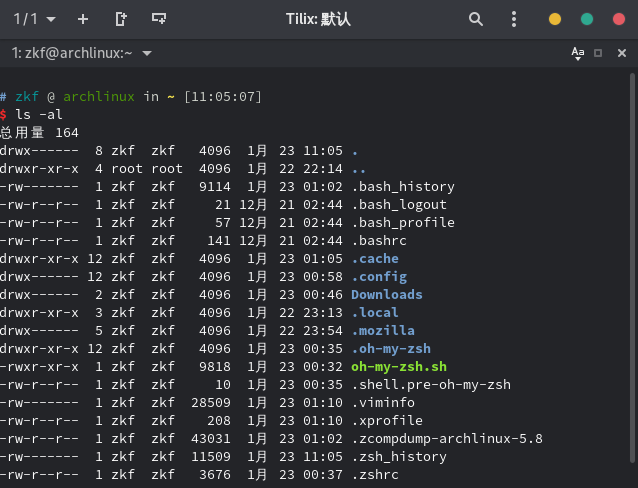 1 / 1 Tilix: 默认
1: zkf@archlinux:~ Aa
# zkf @ archlinux in ~ [11:05:07]
$ ls -al
总用量 164
drwx------  8 zkf  zkf   4096  1月  23 11:05 .
drwxr-xr-x  4 root root  4096  1月  22 22:14 ..
-rw-------  1 zkf  zkf   9114  1月  23 01:02 .bash_history
-rw-r--r--  1 zkf  zkf     21 12月  21 02:44 .bash_logout
-rw-r--r--  1 zkf  zkf     57 12月  21 02:44 .bash_profile
-rw-r--r--  1 zkf  zkf    141 12月  21 02:44 .bashrc
drwxr-xr-x 12 zkf  zkf   4096  1月  23 01:05 .cache
drwx------ 12 zkf  zkf   4096  1月  23 00:58 .config
drwx------  2 zkf  zkf   4096  1月  23 00:46 Downloads
drwxr-xr-x  3 zkf  zkf   4096  1月  22 23:13 .local
drwx------  5 zkf  zkf   4096  1月  22 23:54 .mozilla
drwxr-xr-x 12 zkf  zkf   4096  1月  23 00:35 .oh-my-zsh
-rwxr-xr-x  1 zkf  zkf   9818  1月  23 00:32 oh-my-zsh.sh
-rw-r--r--  1 zkf  zkf     10  1月  23 00:35 .shell.pre-oh-my-zsh
-rw-------  1 zkf  zkf  28509  1月  23 01:10 .viminfo
-rw-r--r--  1 zkf  zkf    208  1月  23 01:10 .xprofile
-rw-r--r--  1 zkf  zkf  43031  1月  23 01:02 .zcompdump-archlinux-5.8
-rw-------  1 zkf  zkf  11509  1月  23 11:05 .zsh_history
-rw-r--r--  1 zkf  zkf   3676  1月  23 00:37 .zshrc